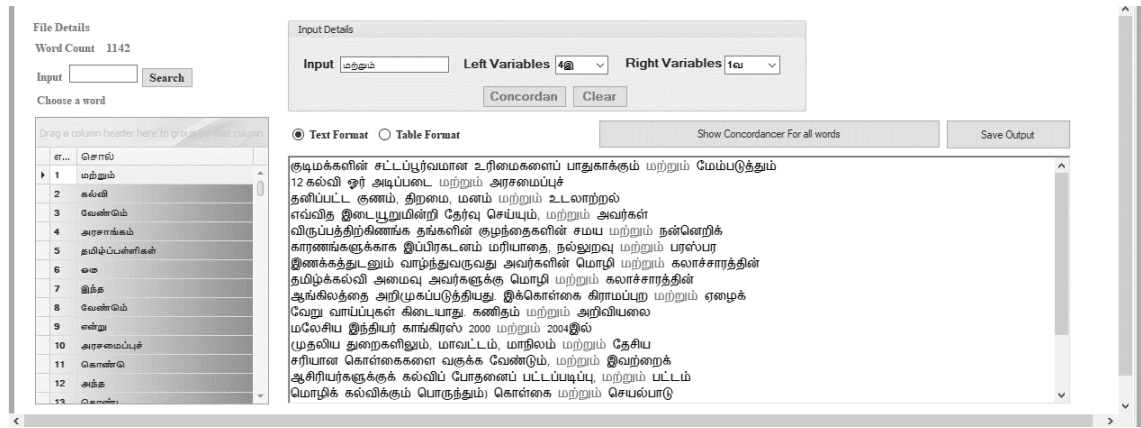 File Details
Word Count 1142
Input Search
Choose a word
Drag a column header here to group by that column
எ... சொல்
1 மற்றும்
2 கல்வி
3 வேண்டும்
4 அரசாங்கம்
5 தமிழ்ப்பள்ளிகள்
6 ஒரு
7 இந்த
8 வேண்டும்
9 என்று
10 அரசமைப்புச்
11 கொண்டு
12 அந்த
13
Input Details
Input மற்றும் Left Variables 4இ Right Variables 1வ
Concordan Clear
Text Format Table Format Show Concordancer For all words Save Output
குடிமக்களின் சட்டப்பூர்வமான உரிமைகளைப் பாதுகாக்கும் மற்றும் மேம்படுத்தும்
12 கல்வி ஓர் அடிப்படை மற்றும் அரசமைப்புச்
தனிப்பட்ட குணம், திறமை, மனம் மற்றும் உடலாற்றல்
எவ்வித இடையூறுமின்றி தேர்வு செய்யும், மற்றும் அவர்கள்
விருப்பத்திற்கிணங்க தங்களின் குழந்தைகளின் சமய மற்றும் நன்னெறிக்
காரணங்களுக்காக இப்பிரகடனம் மரியாதை, நல்லுறவு மற்றும் பரஸ்பர
இணக்கத்துடனும் வாழ்ந்துவருவது அவர்களின் மொழி மற்றும் கலாச்சாரத்தின்
தமிழ்க்கல்வி அமைவு அவர்களுக்கு மொழி மற்றும் கலாச்சாரத்தின்
ஆங்கிலத்தை அறிமுகப்படுத்தியது. இக்கொள்கை கிராமப்புற மற்றும் ஏழைக்
வேறு வாய்ப்புகள் கிடையாது. கணிதம் மற்றும் அறிவியலை
மலேசிய இந்தியர் காங்கிரஸ் 2000 மற்றும் 2004இல்
முதலிய துறைகளிலும், மாவட்டம், மாநிலம் மற்றும் தேசிய
சரியான கொள்கைகளை வகுக்க வேண்டும், மற்றும் இவற்றைக்
ஆசிரியர்களுக்குக் கல்விப் போதனைப் பட்டப்படிப்பு, மற்றும் பட்டம்
மொழிக் கல்விக்கும் பொருந்தும்) கொள்கை மற்றும் செயல்பாடு